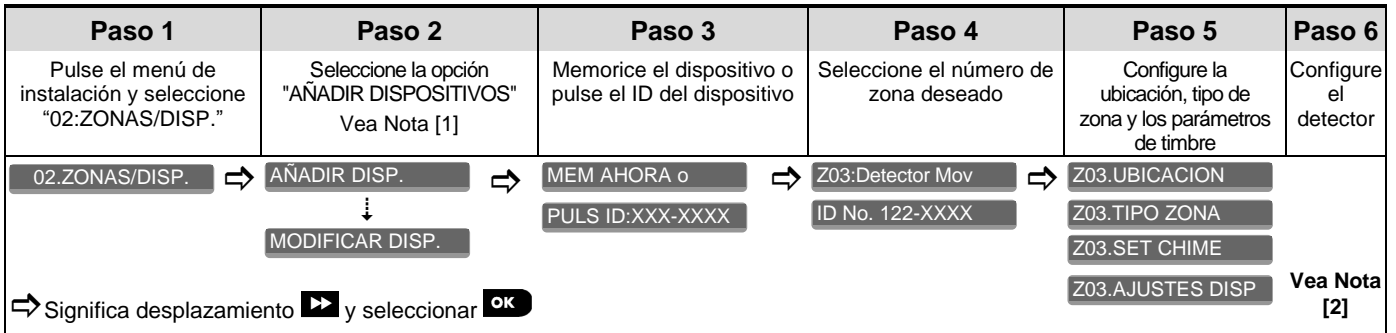 Paso 1
Paso 2
Paso 3
Paso 4
Paso 5
Paso 6
Pulse el menú de
instalación y seleccione
“02:ZONAS/DISP.”
Seleccione la opción
"AÑADIR DISPOSITIVOS"
Vea Nota [1]
Memorice el dispositivo o
pulse el ID del dispositivo
Seleccione el número de
zona deseado
Configure la
ubicación, tipo de
zona y los parámetros
de timbre
Configure
el
detector
02.ZONAS/DISP.
AÑADIR DISP.
MODIFICAR DISP.
MEM AHORA o
PULS ID:XXX-XXXX
Z03:Detector Mov
ID No. 122-XXXX
Z03.UBICACION
Z03.TIPO ZONA
Z03.SET CHIME
Z03.AJUSTES DISP
Vea Nota
[2]
Significa desplazamiento y seleccionar OK